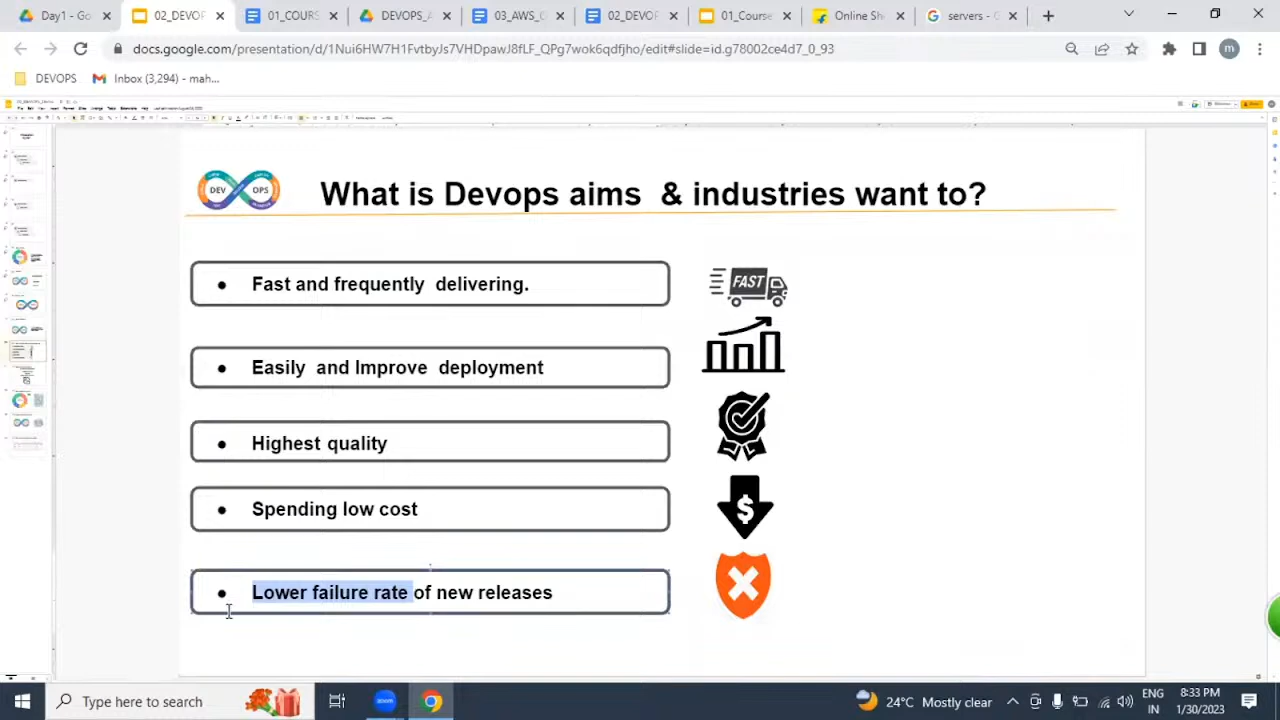 Day1 - Go
02_DEVOP
01_COURS
DEVOPS_A
03_AWS_C
02_DEVOP
01_Course
Online Sh
servers - G
docs.google.com/presentation/d/1Nui6HW7H1FvtbyJs7VHDpawJ8fLF_QPg7wok6qdfjho/edit#slide=id.g78002ce4d7_0_93
m
DEVOPS
Inbox (3,294) - mah...
DEV OPS
What is Devops aims & industries want to?
● Fast and frequently delivering.
FAST
● Easily and Improve deployment
● Highest quality
● Spending low cost
$
● Lower failure rate of new releases
Type here to search
zoom
24°C Mostly clear
ENG
IN
8:33 PM
1/30/2023